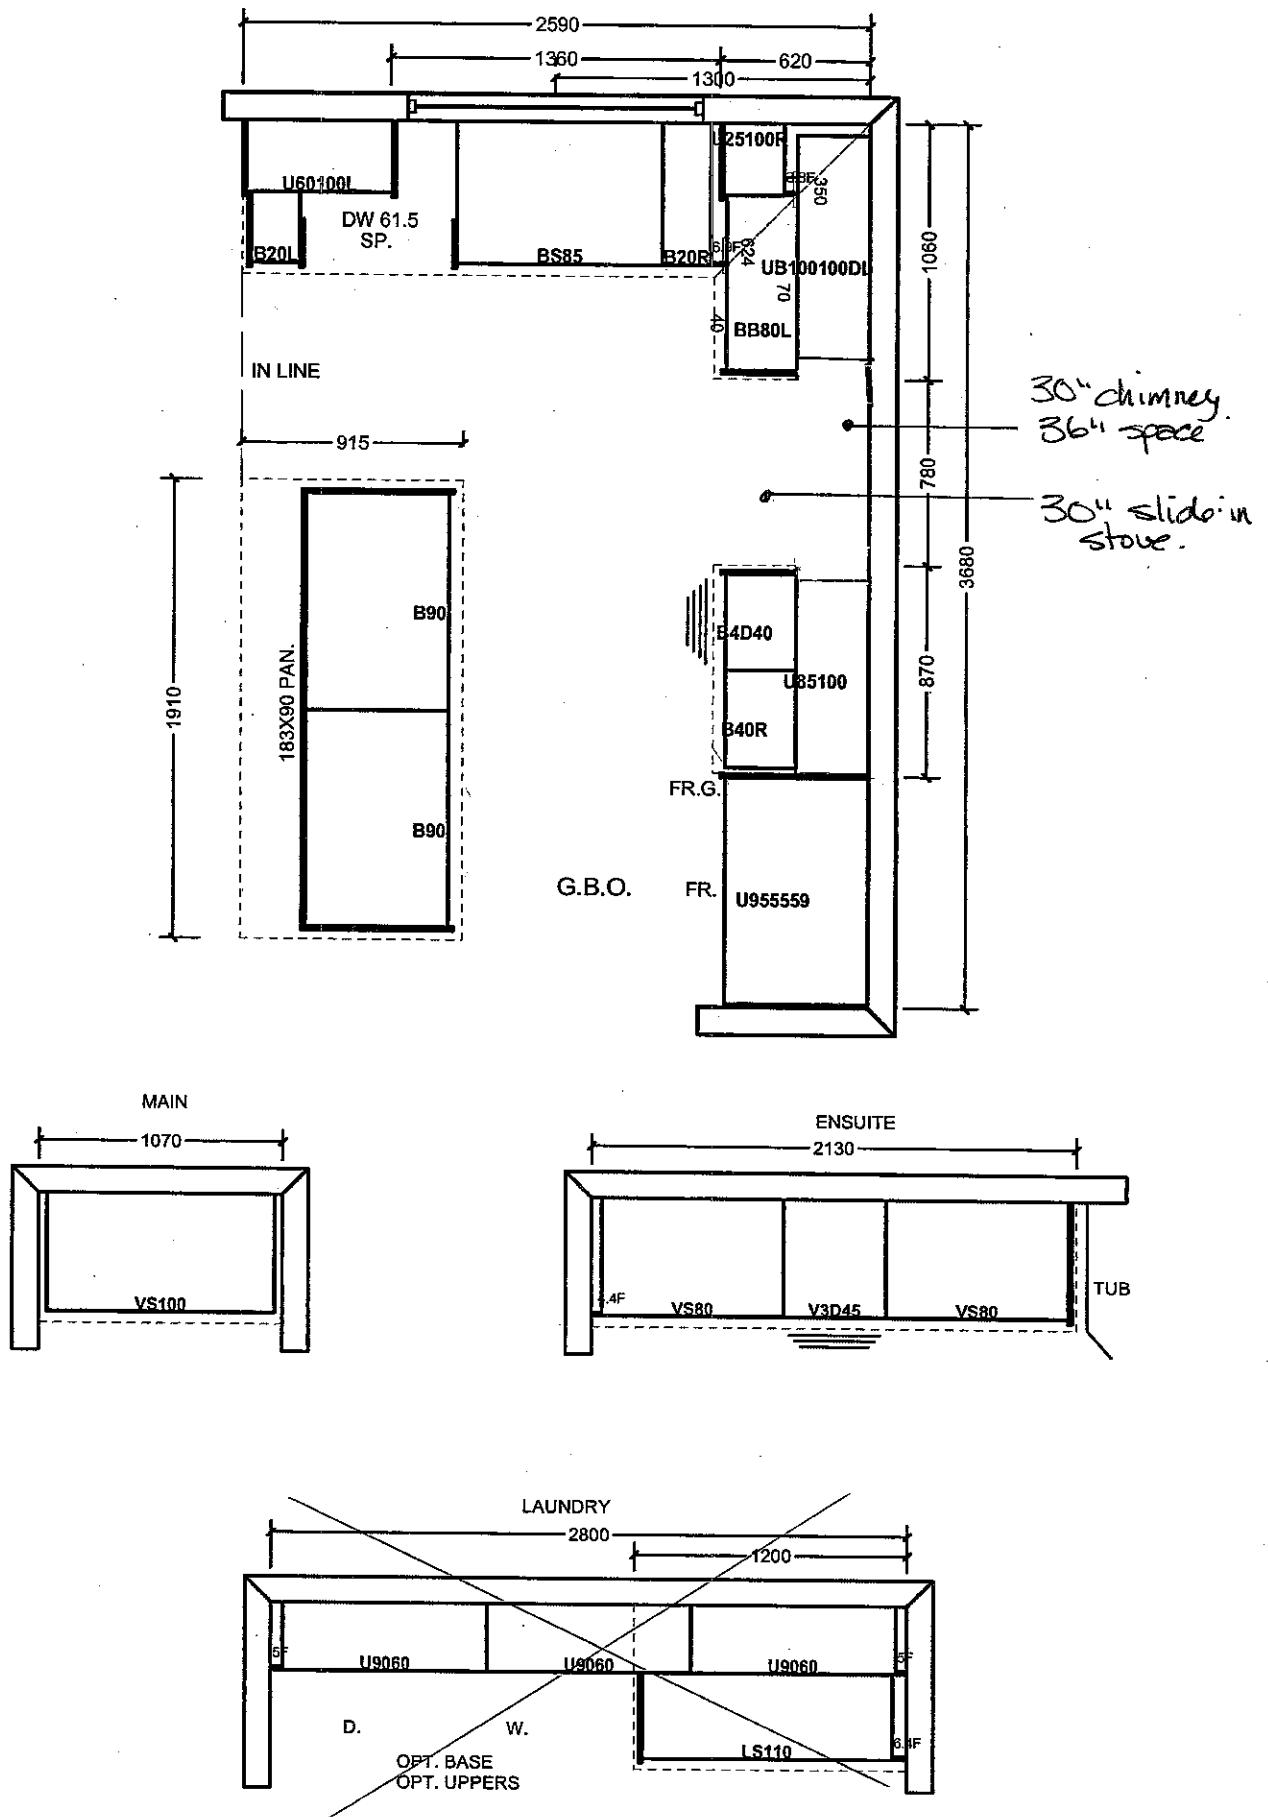 2590
1360
620
1300
U25100R
U60100L
350
DW 61.5
SP.
B20L
BS85
B20R
624
UB100100DL
70
40
BB80L
1060
IN LINE
30" chimney.
36" space
915
780
30" slide-in
stove.
3680
B90
B4D40
183X90 PAN.
U85100
870
1910
B40R
FR.G.
B90
G.B.O.
FR.
U955559
MAIN
1070
VS100
ENSUITE
2130
VS80
V3D45
VS80
TUB
LAUNDRY
2800
1200
5F
U9060
U9060
U9060
5F
D.
W.
LS110
6.4F
OPT. BASE
OPT. UPPERS